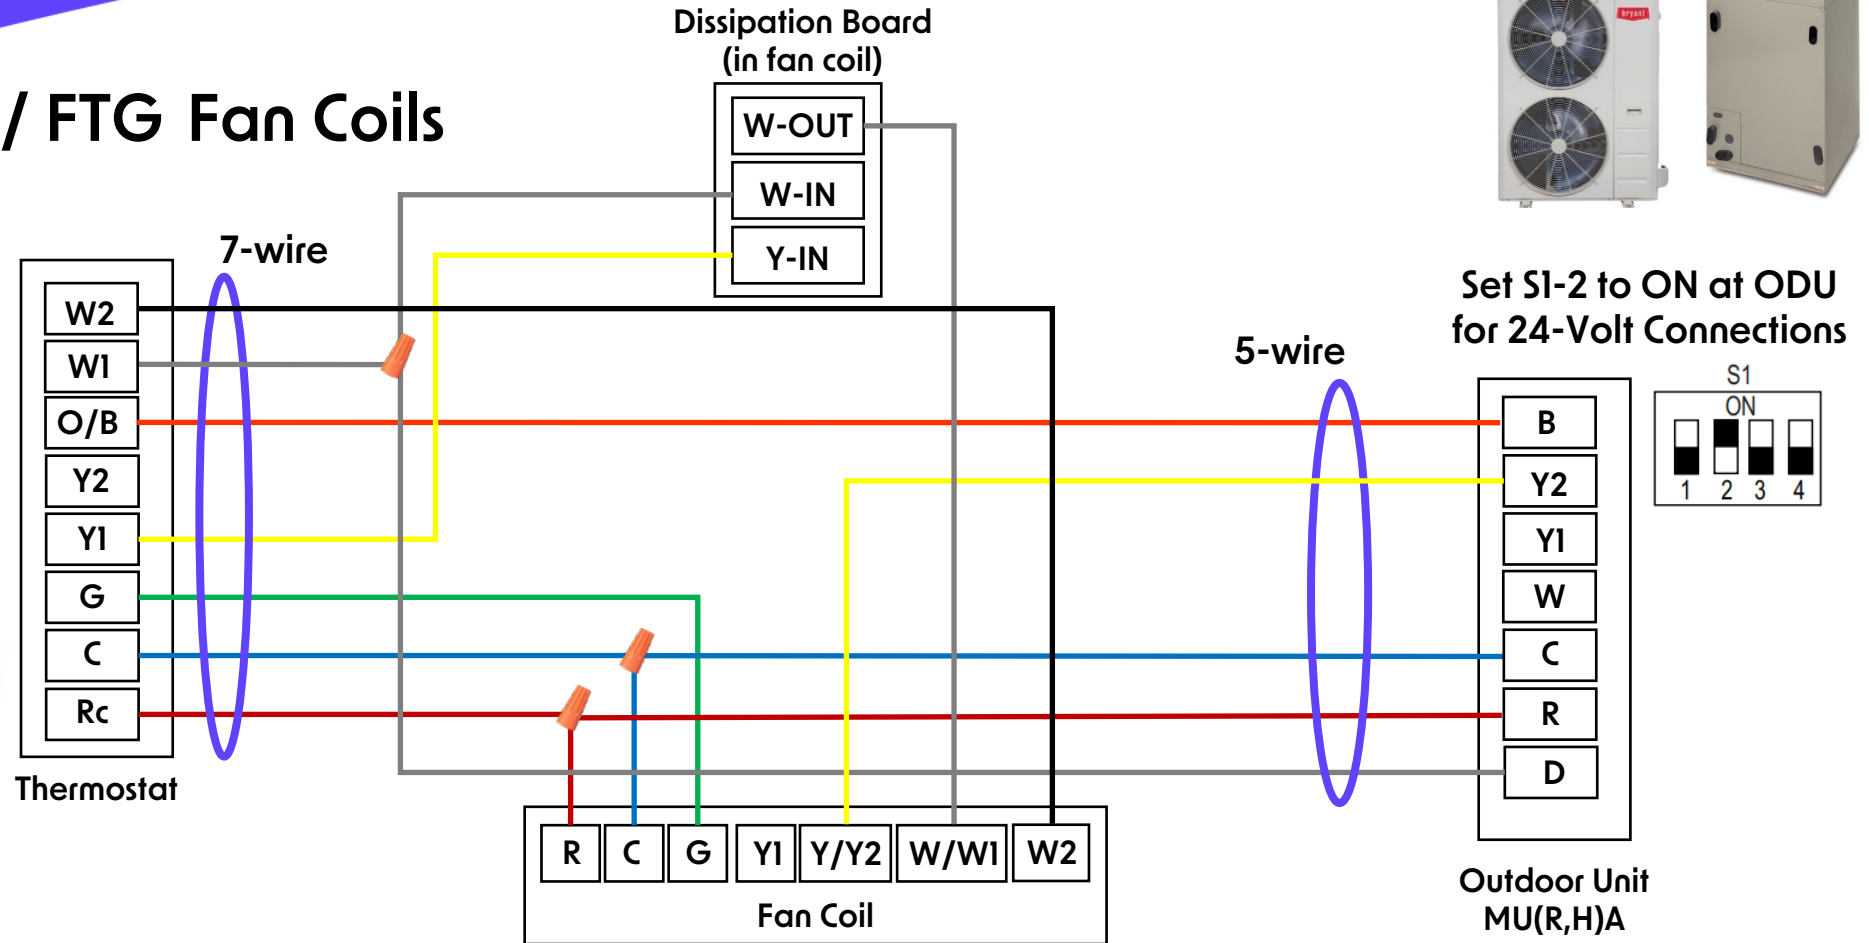 / FTG Fan Coils
Dissipation Board
(in fan coil)
W-OUT
W-IN
Y-IN
bryant
7-wire
W2
W1
O/B
Y2
Y1
G
C
Rc
Thermostat
5-wire
Set S1-2 to ON at ODU
for 24-Volt Connections
S1
ON
1 2 3 4
B
Y2
Y1
W
C
R
D
Outdoor Unit
MU(R,H)A
R C G Y1 Y/Y2 W/W1 W2
Fan Coil